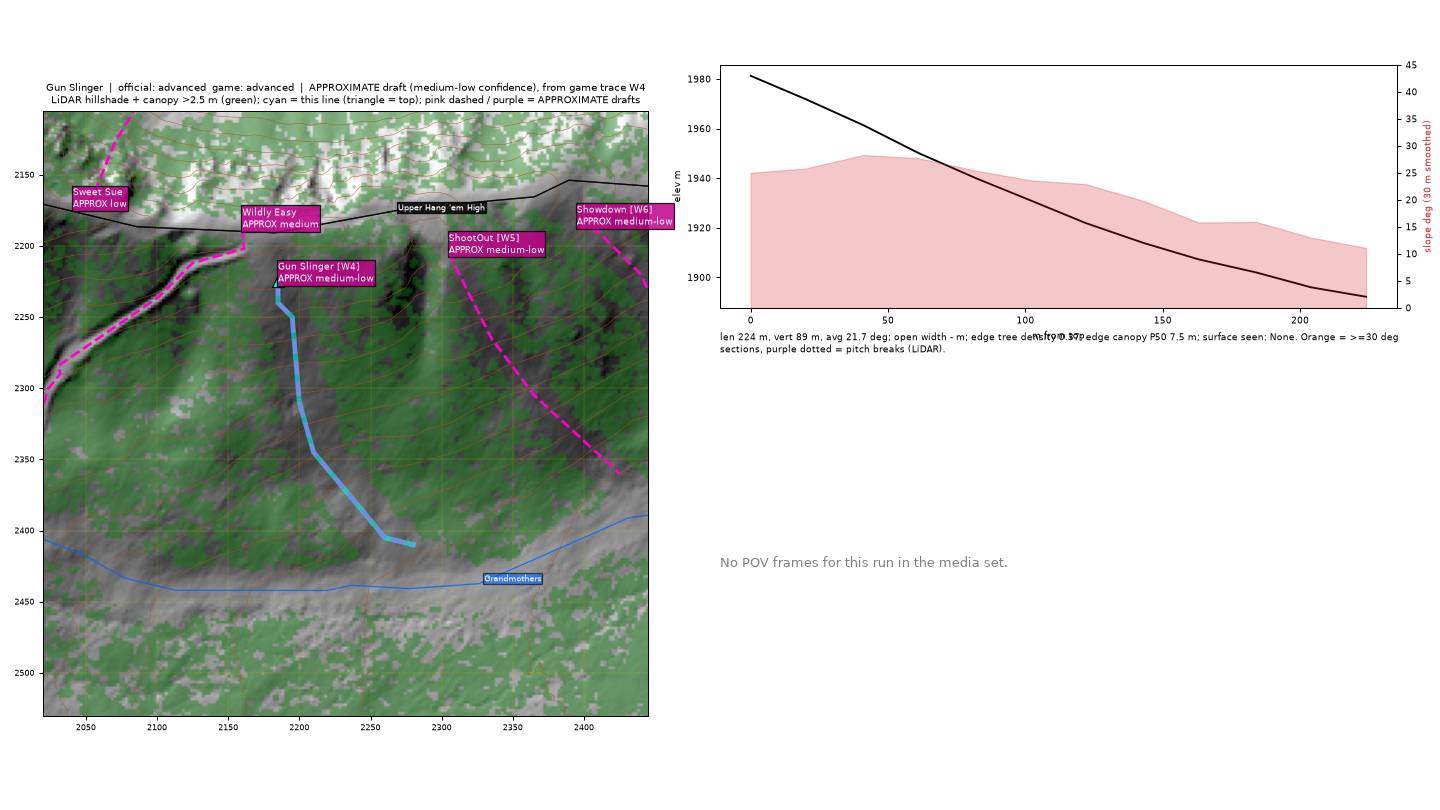 Gun Slinger | official: advanced game: advanced | APPROXIMATE draft (medium-low confidence), from game trace W4
LiDAR hillshade + canopy >2.5 m (green); cyan = this line (triangle = top); pink dashed / purple = APPROXIMATE drafts
2150
2200
2250
2300
2350
2400
2450
2500
2050
2100
2150
2200
2250
2300
2350
2400
Sweet Sue
APPROX low
Wildly Easy
APPROX medium
Upper Hang 'em High
Showdown [W6]
APPROX medium-low
ShootOut [W5]
APPROX medium-low
Gun Slinger [W4]
APPROX medium-low
Grandmothers
elev m
1980
1960
1940
1920
1900
0
50
100
150
200
45
40
35
30
25
20
15
10
5
0
slope deg (30 m smoothed)
m from top
len 224 m, vert 89 m, avg 21.7 deg; open width - m; edge tree density 0.37; edge canopy P50 7.5 m; surface seen: None. Orange = >=30 deg
sections, purple dotted = pitch breaks (LiDAR).
No POV frames for this run in the media set.